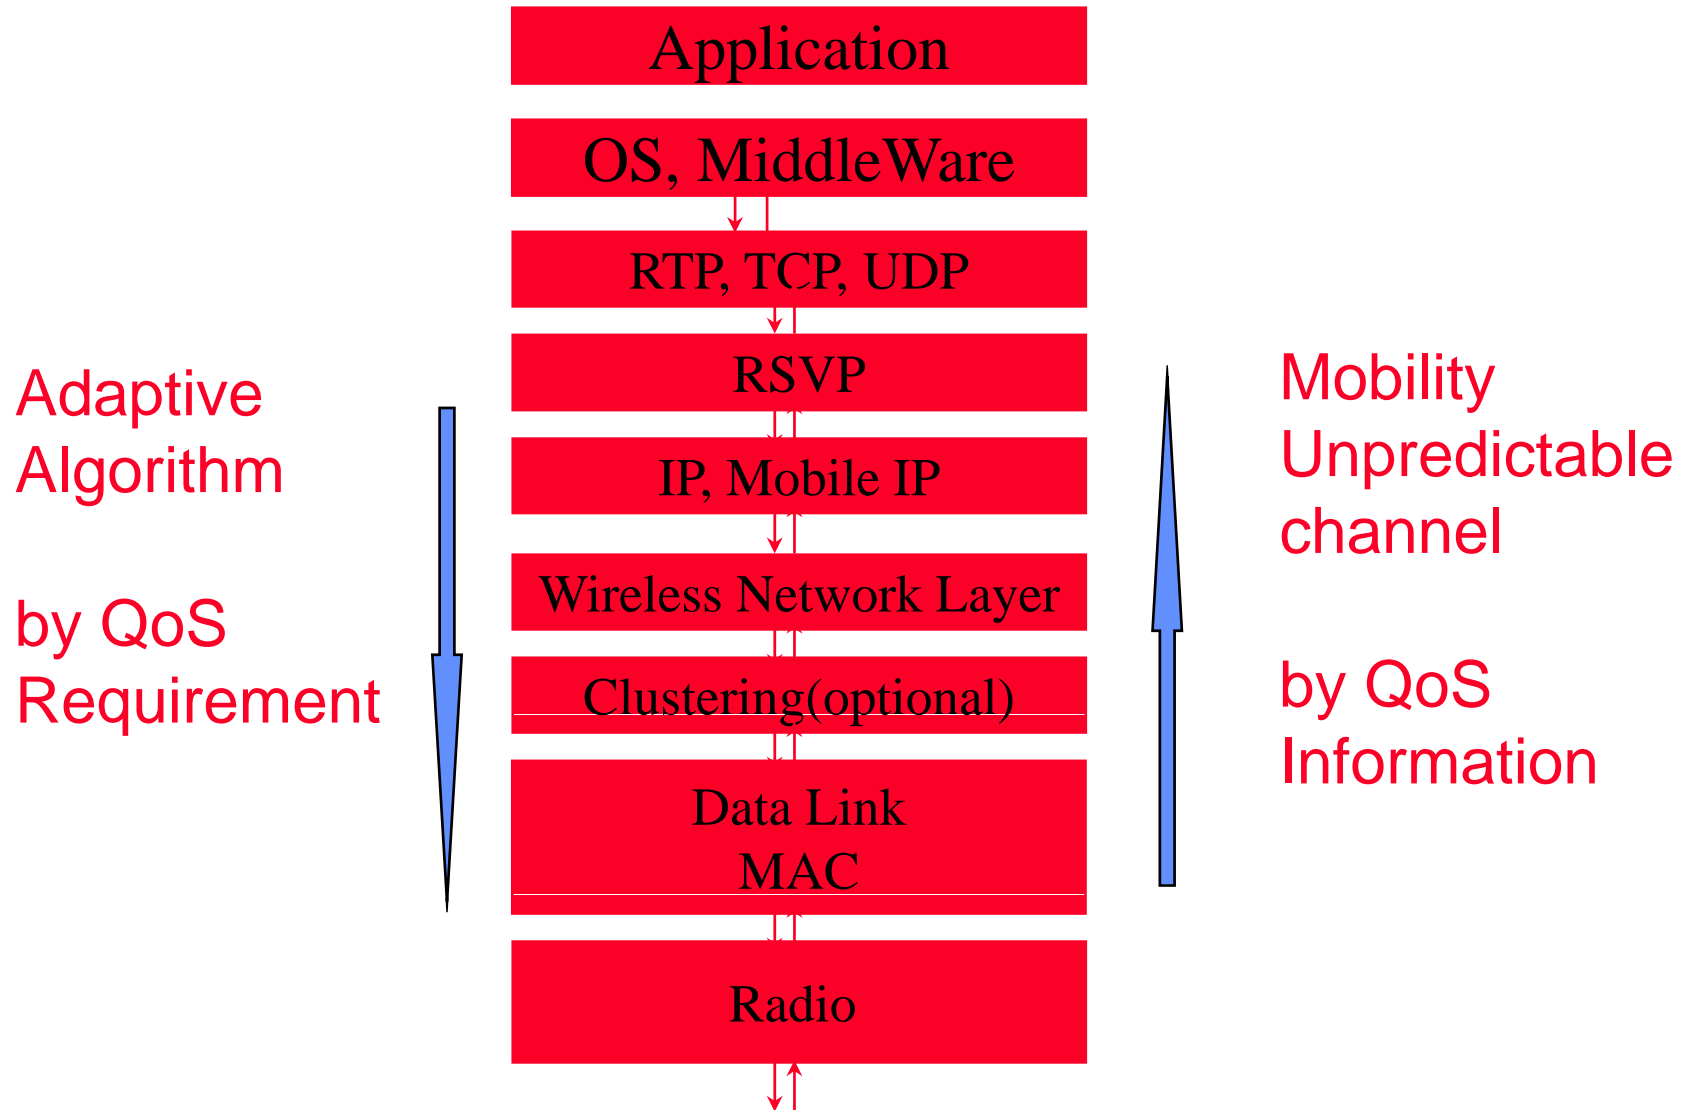 Application
OS, MiddleWare
RTP, TCP, UDP
RSVP
IP, Mobile IP
Wireless Network Layer
Clustering(optional)
Data Link
MAC
Radio
Adaptive
Algorithm
by QoS
Requirement
Mobility
Unpredictable
channel
by QoS
Information